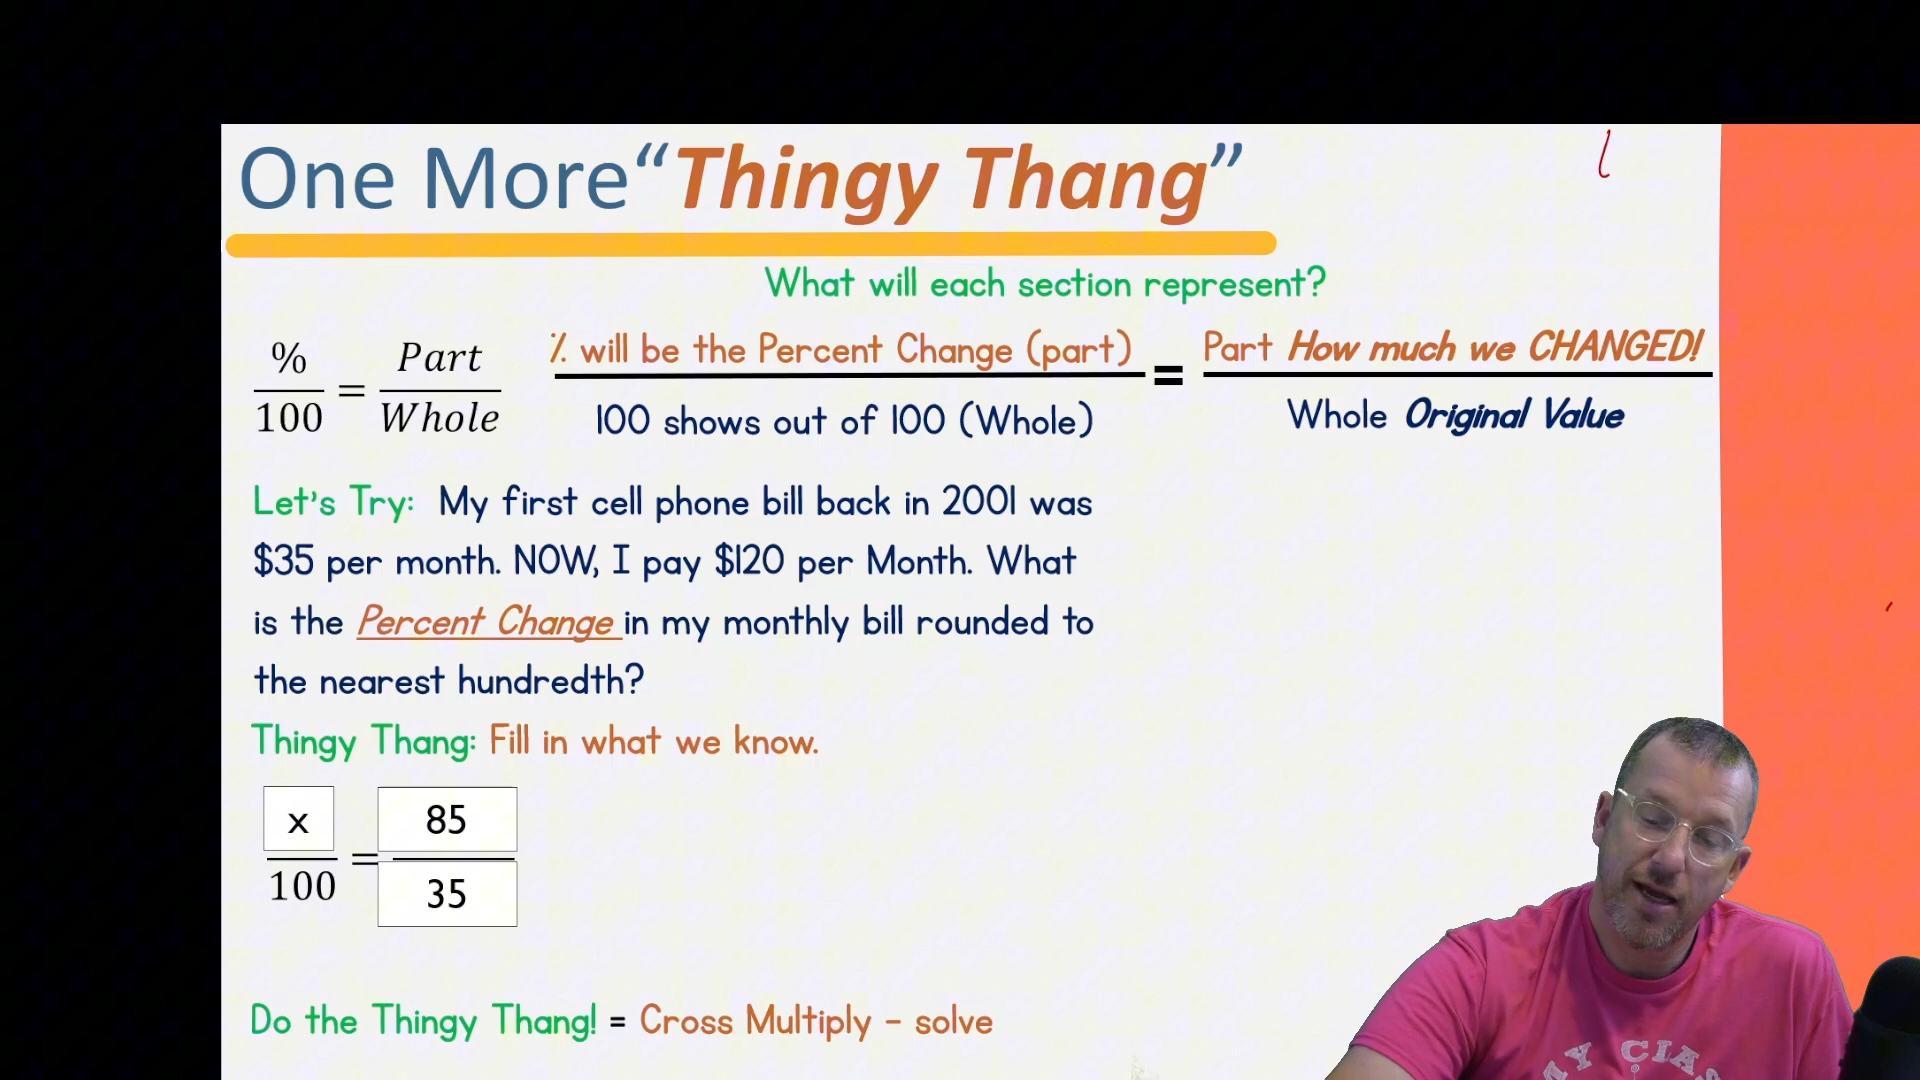 One More “Thingy Thang”
What will each section represent?
% / 100 = Part / Whole
% will be the Percent Change (part) = Part How much we CHANGED!
100 shows out of 100 (Whole) Whole Original Value
Let's Try: My first cell phone bill back in 2001 was
$35 per month. NOW, I pay $120 per Month. What
is the Percent Change in my monthly bill rounded to
the nearest hundredth?
Thingy Thang: Fill in what we know.
x / 100 = 85 / 35
Do the Thingy Thang! = Cross Multiply - solve
MY